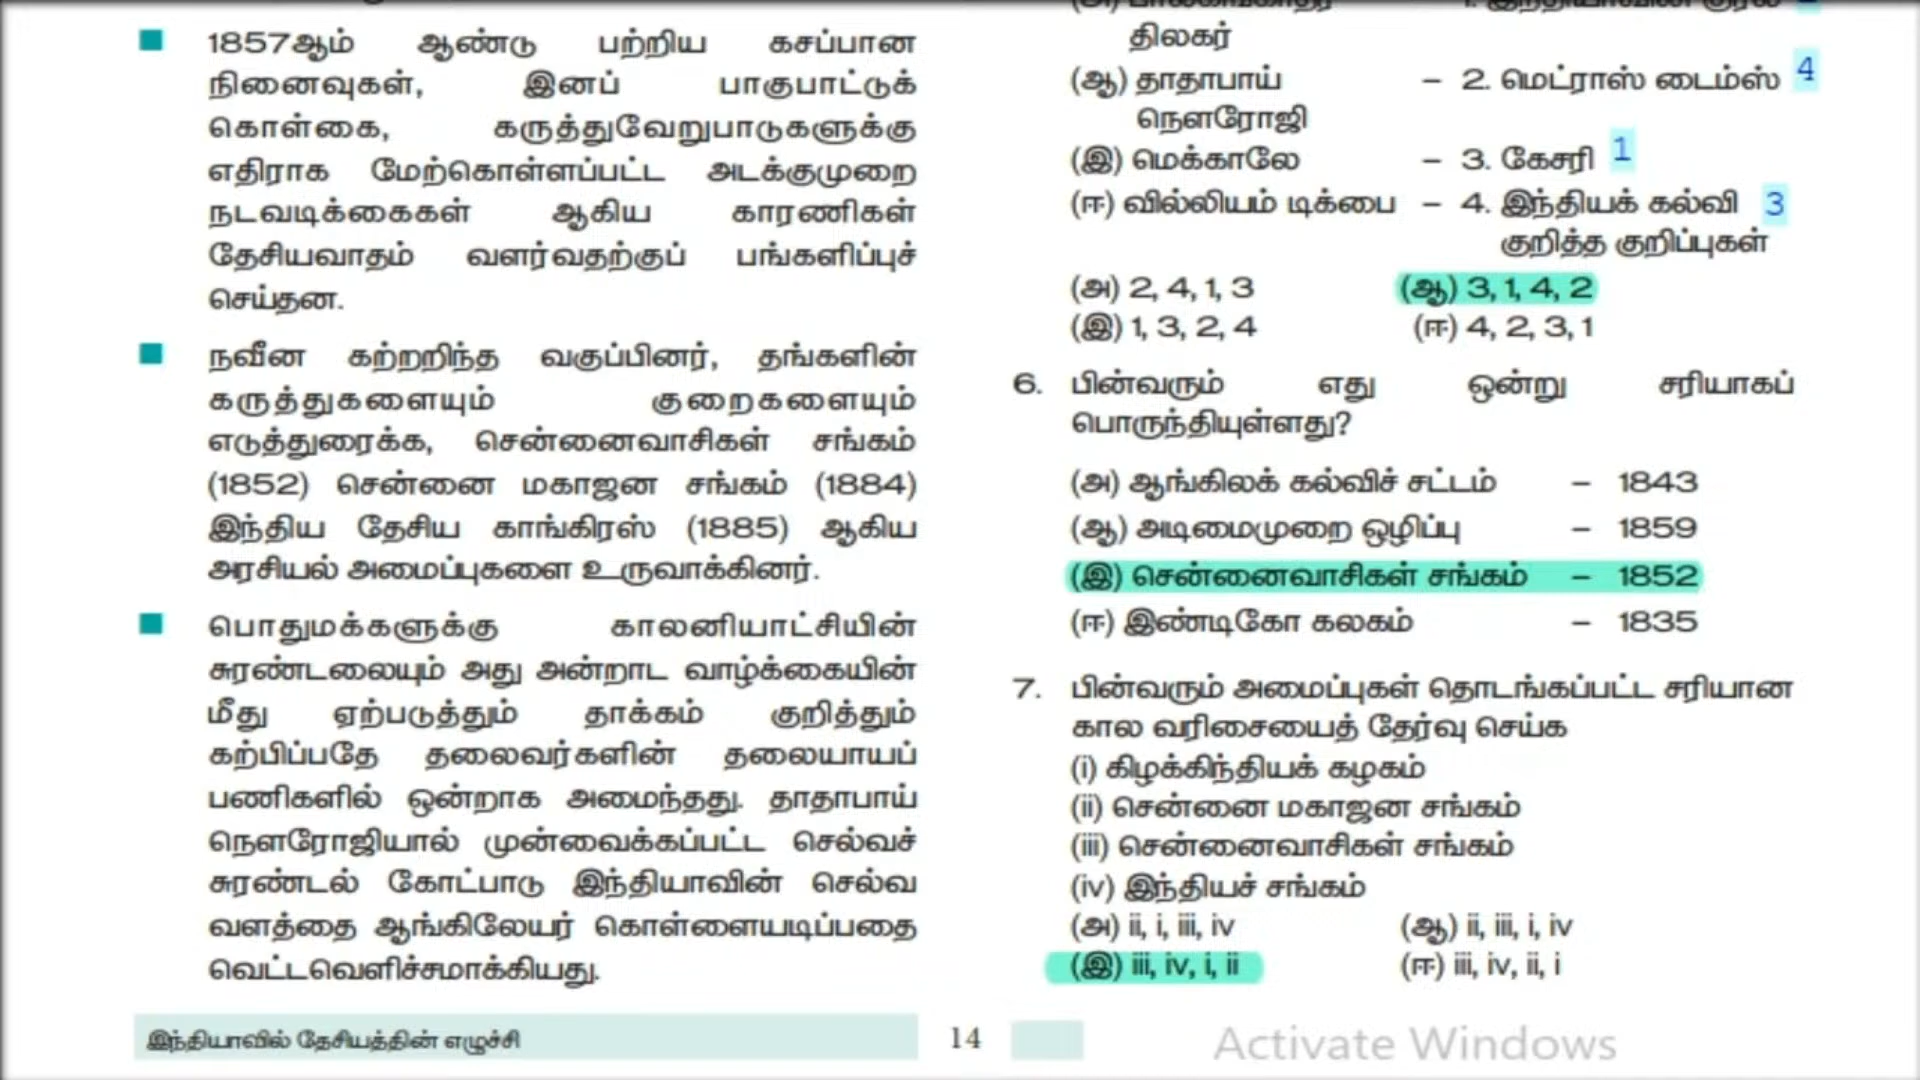 1857ஆம் ஆண்டு பற்றிய கசப்பான
நினைவுகள், இனப் பாகுபாட்டுக்
கொள்கை, கருத்துவேறுபாடுகளுக்கு
எதிராக மேற்கொள்ளப்பட்ட அடக்குமுறை
நடவடிக்கைகள் ஆகிய காரணிகள்
தேசியவாதம் வளர்வதற்குப் பங்களிப்புச்
செய்தன.
நவீன கற்றறிந்த வகுப்பினர், தங்களின்
கருத்துகளையும் குறைகளையும்
எடுத்துரைக்க, சென்னைவாசிகள் சங்கம்
(1852) சென்னை மகாஜன சங்கம் (1884)
இந்திய தேசிய காங்கிரஸ் (1885) ஆகிய
அரசியல் அமைப்புகளை உருவாக்கினர்.
பொதுமக்களுக்கு காலனியாட்சியின்
சுரண்டலையும் அது அன்றாட வாழ்க்கையின்
மீது ஏற்படுத்தும் தாக்கம் குறித்தும்
கற்பிப்பதே தலைவர்களின் தலையாயப்
பணிகளில் ஒன்றாக அமைந்தது. தாதாபாய்
நௌரோஜியால் முன்வைக்கப்பட்ட செல்வச்
சுரண்டல் கோட்பாடு இந்தியாவின் செல்வ
வளத்தை ஆங்கிலேயர் கொள்ளையடிப்பதை
வெட்டவெளிச்சமாக்கியது.
திலகர்
(ஆ) தாதாபாய் – 2. மெட்ராஸ் டைம்ஸ் 4
நௌரோஜி
(இ) மெக்காலே – 3. கேசரி 1
(ஈ) வில்லியம் டிக்பை – 4. இந்தியக் கல்வி 3
குறித்த குறிப்புகள்
(அ) 2, 4, 1, 3 (ஆ) 3, 1, 4, 2
(இ) 1, 3, 2, 4 (ஈ) 4, 2, 3, 1
6. பின்வரும் எது ஒன்று சரியாகப்
பொருந்தியுள்ளது?
(அ) ஆங்கிலக் கல்விச் சட்டம் – 1843
(ஆ) அடிமைமுறை ஒழிப்பு – 1859
(இ) சென்னைவாசிகள் சங்கம் – 1852
(ஈ) இண்டிகோ கலகம் – 1835
7. பின்வரும் அமைப்புகள் தொடங்கப்பட்ட சரியான
கால வரிசையைத் தேர்வு செய்க
(i) கிழக்கிந்தியக் கழகம்
(ii) சென்னை மகாஜன சங்கம்
(iii) சென்னைவாசிகள் சங்கம்
(iv) இந்தியச் சங்கம்
(அ) ii, i, iii, iv (ஆ) ii, iii, i, iv
(இ) iii, iv, i, ii (ஈ) iii, iv, ii, i
இந்தியாவில் தேசியத்தின் எழுச்சி 14
Activate Windows